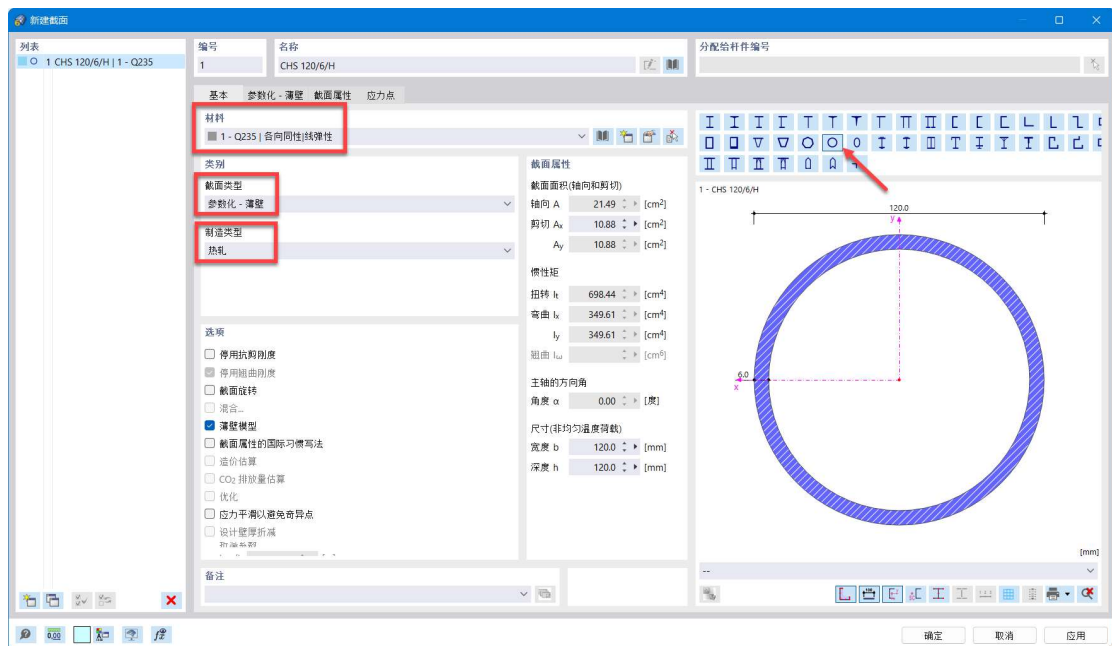 新建截面
列表
1 CHS 120/6/H | 1 - Q235
编号
1
名称
CHS 120/6/H
分配给杆件编号
基本 参数化 - 薄壁 截面属性 应力点
材料
1 - Q235 | 各向同性|线弹性
类别
截面类型
参数化 - 薄壁
制造类型
热轧
选项
停用抗剪刚度
停用翘曲刚度
截面旋转
混合...
薄壁模型
截面属性的国际习惯写法
造价估算
CO2 排放量估算
优化
应力平滑以避免奇异点
设计壁厚折减
截面属性
截面面积(轴向和剪切)
轴向 A 21.49 [cm2]
剪切 Ax 10.88 [cm2]
Ay 10.88 [cm2]
惯性矩
扭转 It 698.44 [cm4]
弯曲 Ix 349.61 [cm4]
Iy 349.61 [cm4]
翘曲 Iω [cm6]
主轴的方向角
角度 α 0.00 [度]
尺寸(非均匀温度荷载)
宽度 b 120.0 [mm]
深度 h 120.0 [mm]
备注
1 - CHS 120/6/H
120.0
y
6.0
x
[mm]
--
0,00
确定 取消 应用